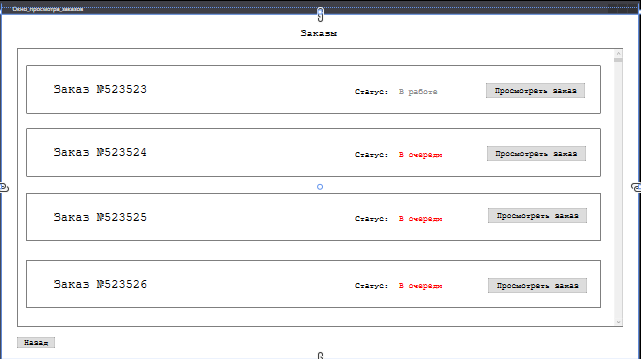 Окно_просмотра_заказов
Заказы
Заказ №523523 Статус: В работе Просмотреть заказ
Заказ №523524 Статус: В очереди Просмотреть заказ
Заказ №523525 Статус: В очереди Просмотреть заказ
Заказ №523526 Статус: В очереди Просмотреть заказ
Назад